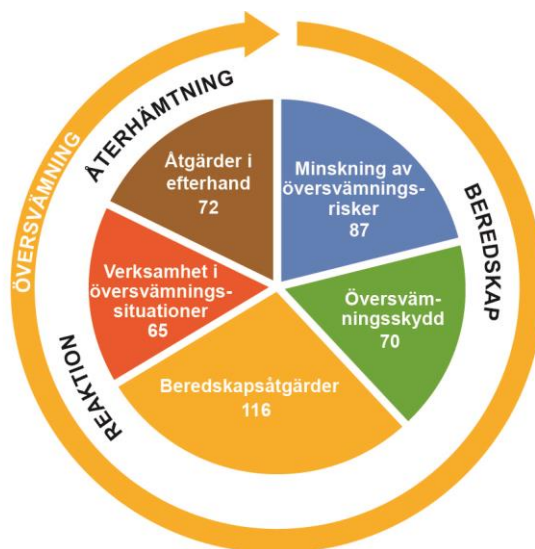 ÖVERSVÄMNING
ÅTERHÄMTNING
BEREDSKAP
REAKTION
Åtgärder i
efterhand
72
Minskning av
översvämnings-
risker
87
Verksamhet i
översvämnings-
situationer
65
Översväm-
ningsskydd
70
Beredskapsåtgärder
116